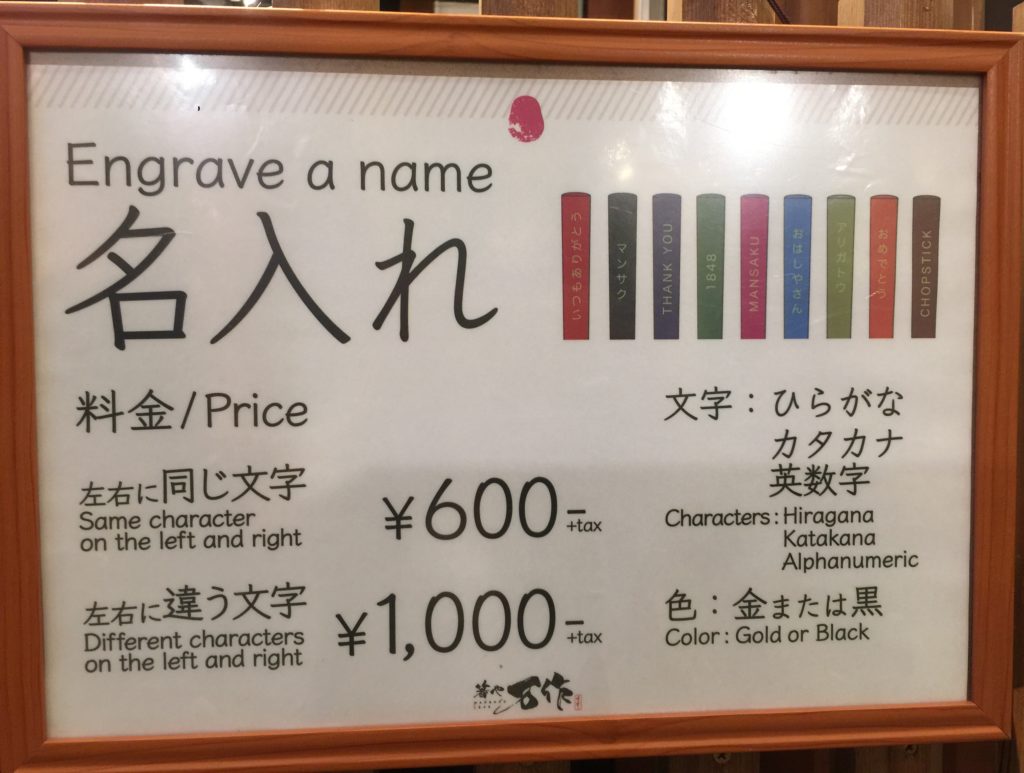 Engrave a name
名入れ
いつもありがとう
マンサク
THANK YOU
1848
MANSAKU
おはしやさん
アリガトウ
おめでとう
CHOPSTICK
料金/Price
左右に同じ文字
Same character
on the left and right
¥600-
+tax
左右に違う文字
Different characters
on the left and right
¥1,000-
+tax
文字：ひらがな
カタカナ
英数字
Characters : Hiragana
Katakana
Alphanumeric
色：金または黒
Color : Gold or Black
箸や万作